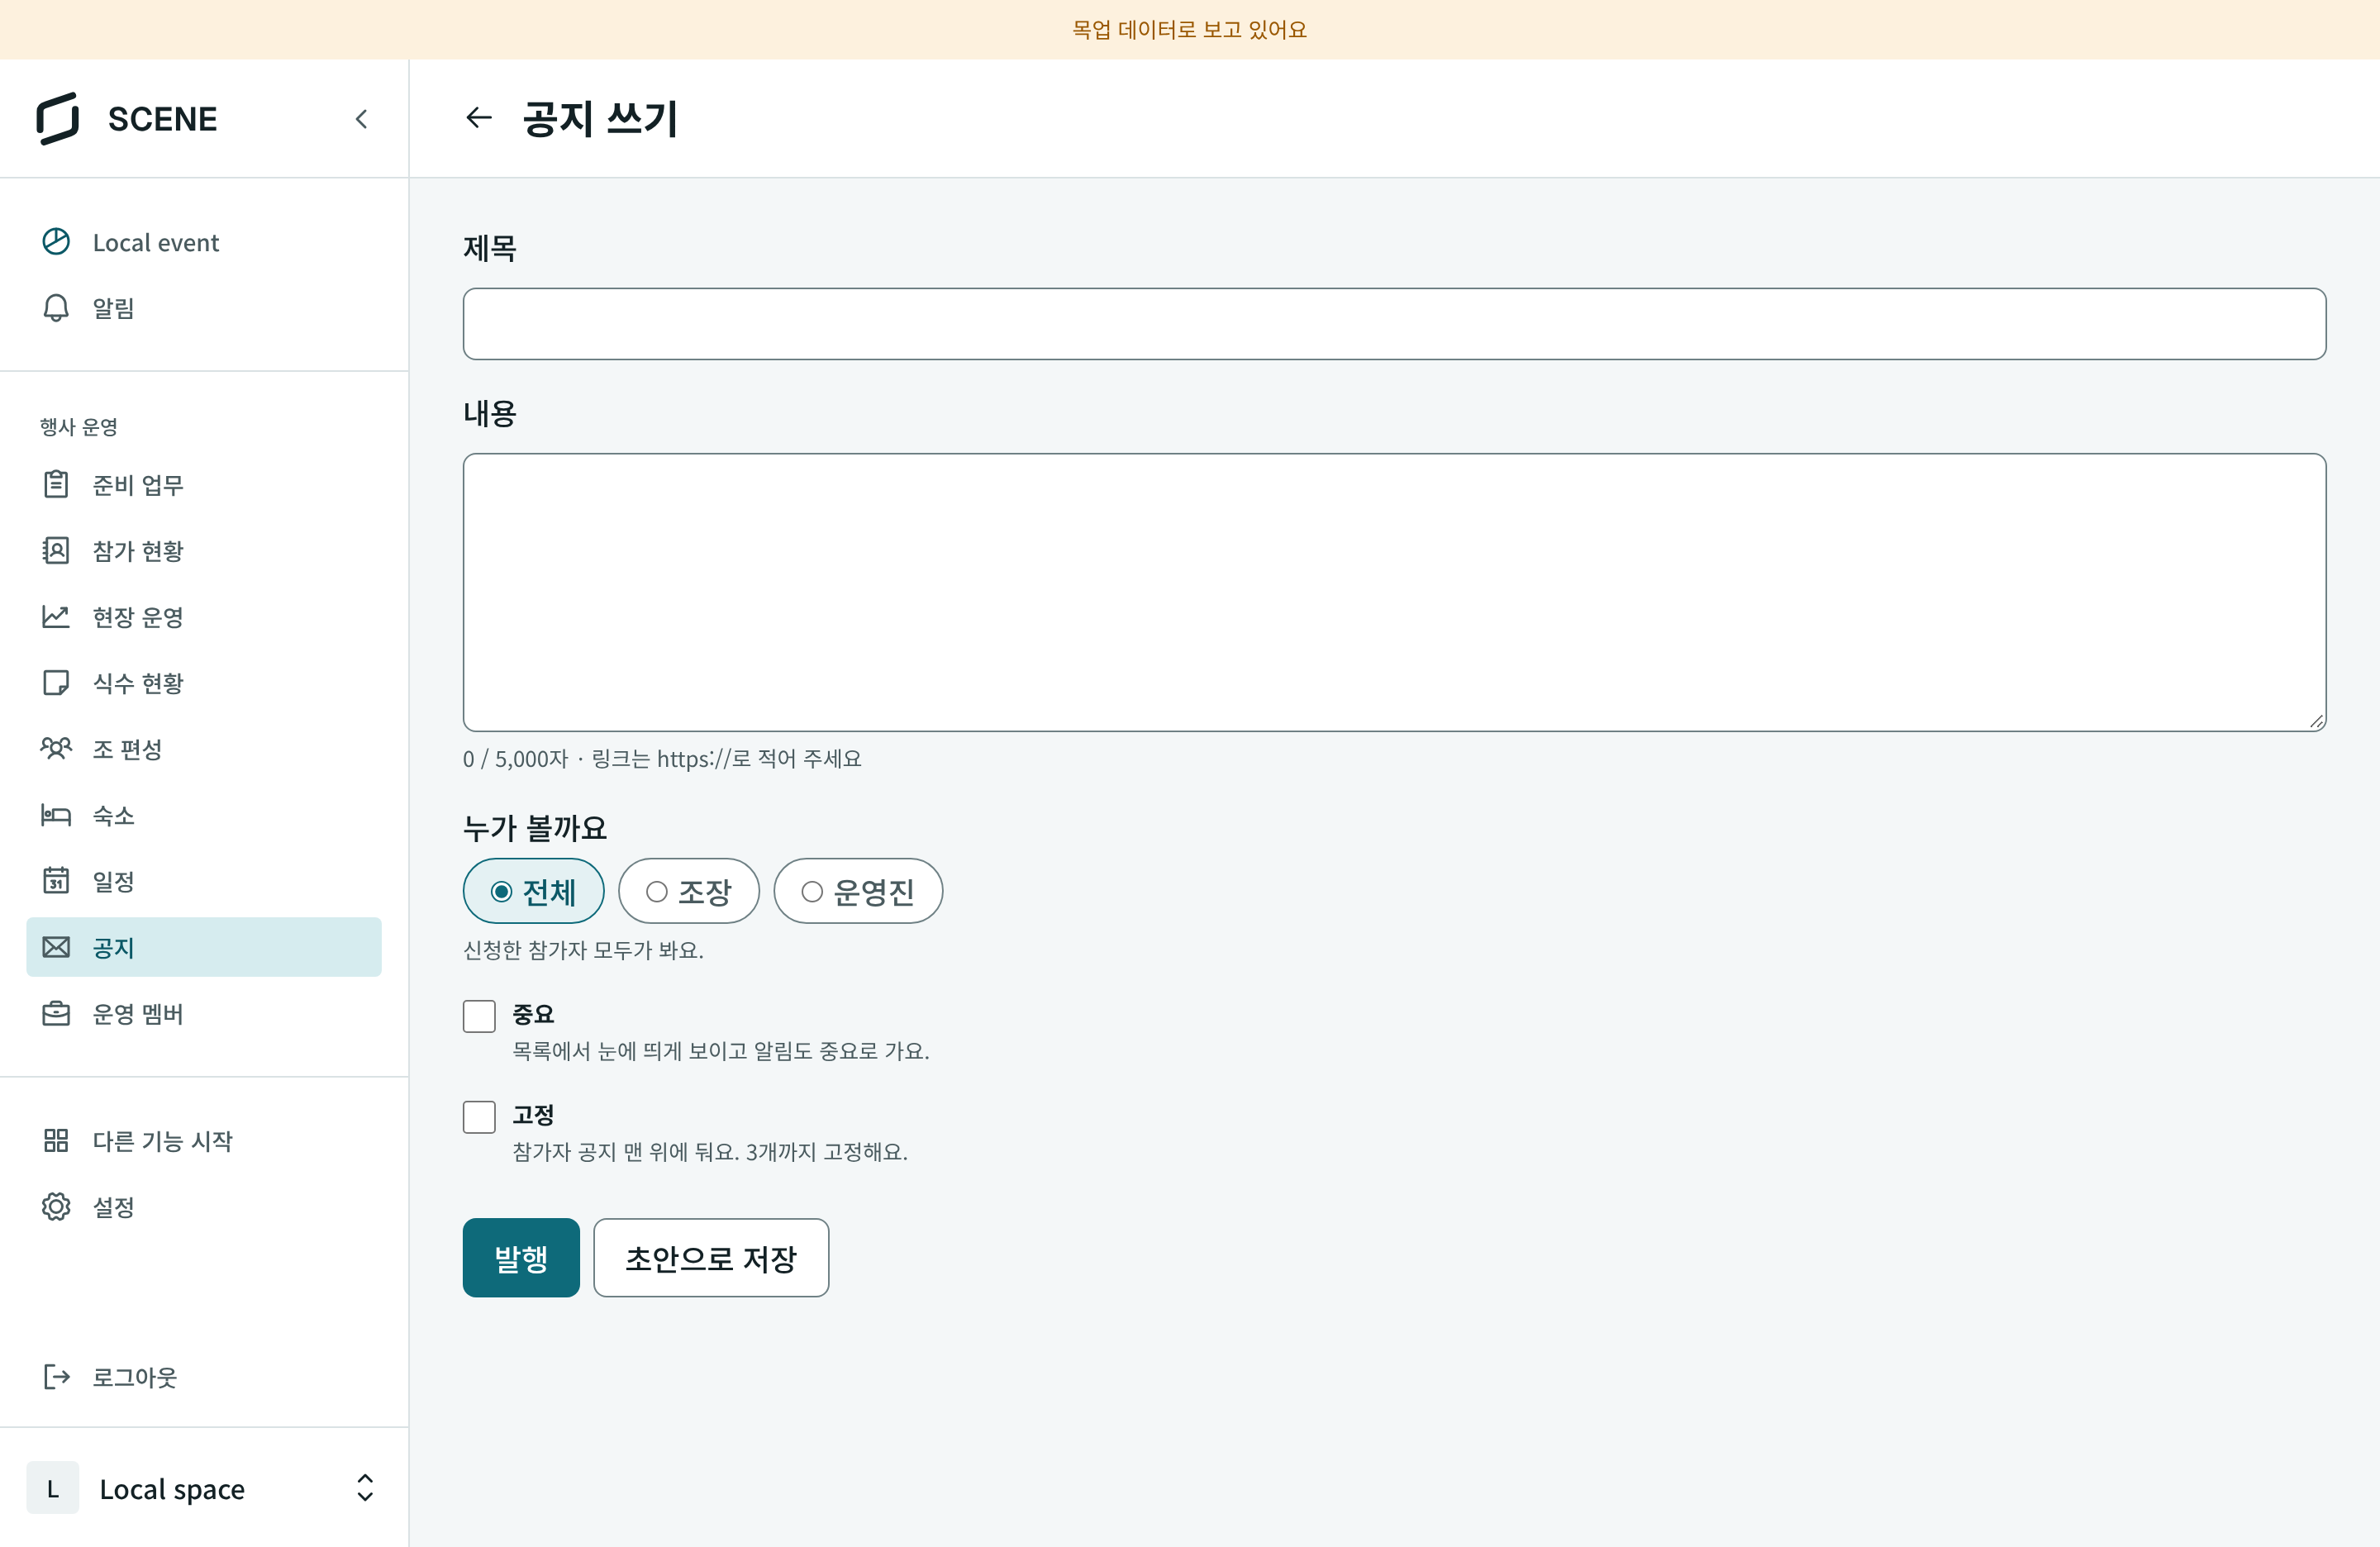 목업 데이터로 보고 있어요
SCENE
Local event
알림
행사 운영
준비 업무
참가 현황
현장 운영
식수 현황
조 편성
숙소
31
일정
공지
운영 멤버
다른 기능 시작
설정
로그아웃
L
Local space
공지 쓰기
제목
내용
0 / 5,000자 · 링크는 https://로 적어 주세요
누가 볼까요
전체
조장
운영진
신청한 참가자 모두가 봐요.
중요
목록에서 눈에 띄게 보이고 알림도 중요로 가요.
고정
참가자 공지 맨 위에 둬요. 3개까지 고정해요.
발행
초안으로 저장